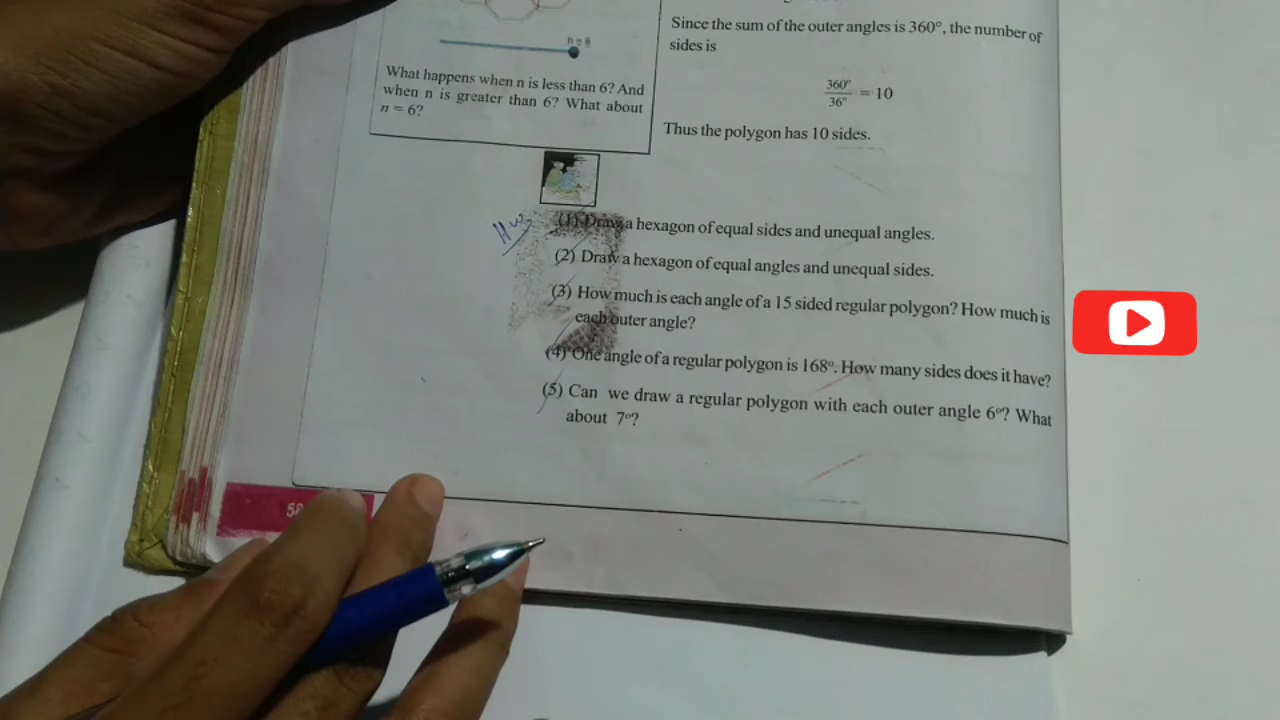 Since the sum of the outer angles is 360°, the number of
sides is
360°
36°
= 10
Thus the polygon has 10 sides.
What happens when n is less than 6? And
when n is greater than 6? What about
n = 6?
H.W
(1) Draw a hexagon of equal sides and unequal angles.
(2) Draw a hexagon of equal angles and unequal sides.
(3) How much is each angle of a 15 sided regular polygon? How much is
each outer angle?
(4) One angle of a regular polygon is 168°. How many sides does it have?
(5) Can we draw a regular polygon with each outer angle 6°? What
about 7°?
58